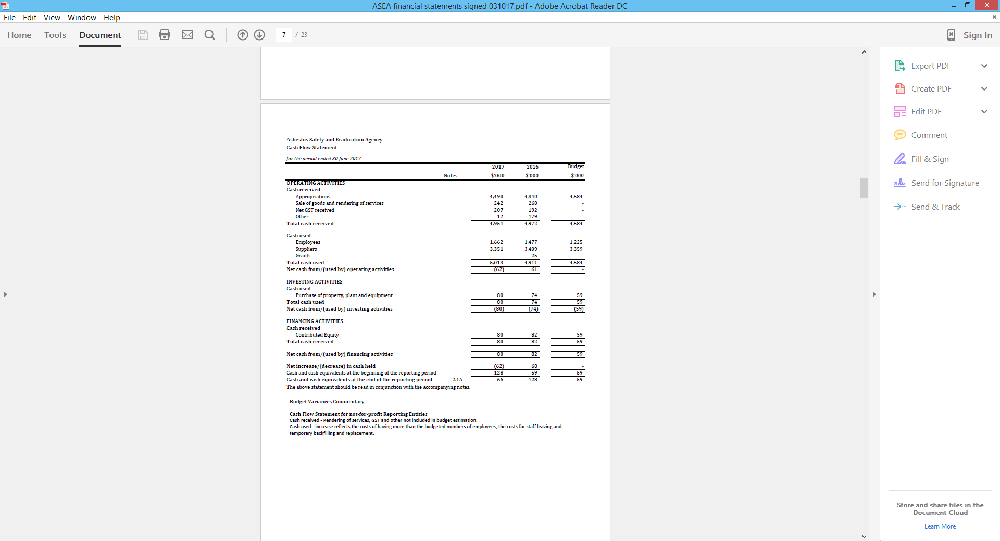 ASEA financial statements signed 031017.pdf - Adobe Acrobat Reader DC
File Edit View Window Help
Home Tools Document 7 / 23 Sign In
Export PDF
Create PDF
Edit PDF
Comment
Fill & Sign
Send for Signature
Send & Track
Store and share files in the
Document Cloud
Learn More
Asbestos Safety and Eradication Agency
Cash Flow Statement
for the period ended 30 June 2017
2017 2016 Budget
Notes $'000 $'000 $'000
OPERATING ACTIVITIES
Cash received
Appropriations 4,490 4,340 4,584
Sale of goods and rendering of services 242 260 -
Net GST received 207 192 -
Other 12 179 -
Total cash received 4,951 4,972 4,584
Cash used
Employees 1,662 1,477 1,225
Suppliers 3,351 3,409 3,359
Grants - 25 -
Total cash used 5,013 4,911 4,584
Net cash from/(used by) operating activities (62) 61 -
INVESTING ACTIVITIES
Cash used
Purchase of property, plant and equipment 80 74 59
Total cash used 80 74 59
Net cash from/(used by) investing activities (80) (74) (59)
FINANCING ACTIVITIES
Cash received
Contributed Equity 80 82 59
Total cash received 80 82 59
Net cash from/(used by) financing activities 80 82 59
Net increase/(decrease) in cash held (62) 68 -
Cash and cash equivalents at the beginning of the reporting period 128 59 59
Cash and cash equivalents at the end of the reporting period 2.1A 66 128 59
The above statement should be read in conjunction with the accompanying notes.
Budget Variances Commentary
Cash Flow Statement for not-for-profit Reporting Entities
Cash received - Rendering of services, GST and other not included in budget estimation.
Cash used - increase reflects the costs of having more than the budgeted numbers of employees, the costs for staff leaving and
temporary backfilling and replacement.